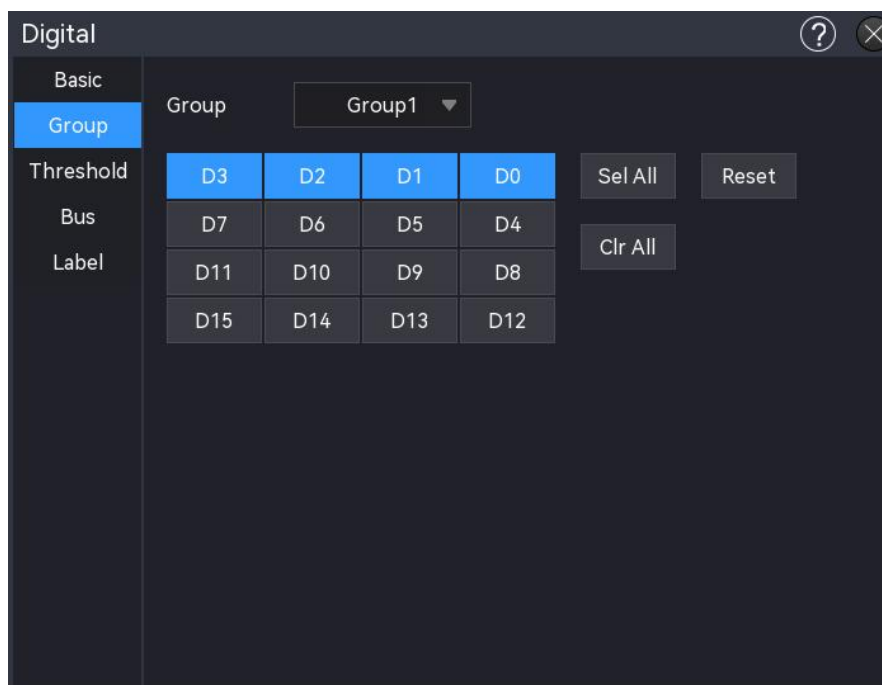 Digital ?
Basic
Group
Threshold
Bus
Label
Group Group1
D3 D2 D1 D0 Sel All Reset
D7 D6 D5 D4
Clr All
D11 D10 D9 D8
D15 D14 D13 D12